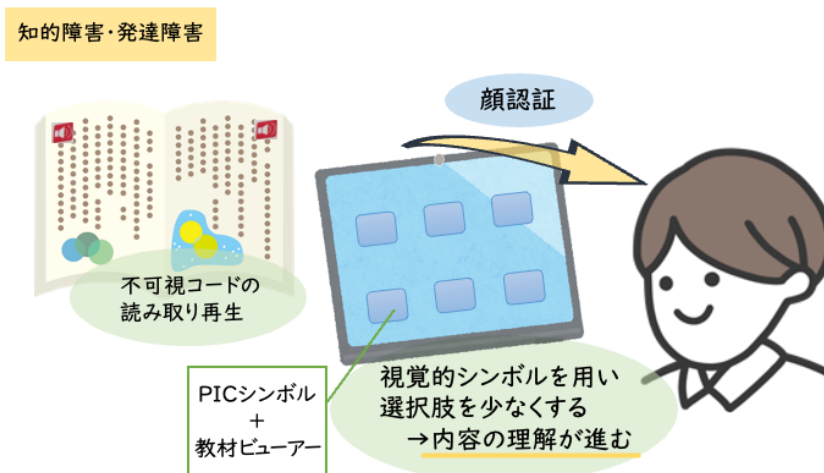 知的障害・発達障害
顔認証
不可視コードの
読み取り再生
PICシンボル
+
教材ビューアー
視覚的シンボルを用い
選択肢を少なくする
→内容の理解が進む